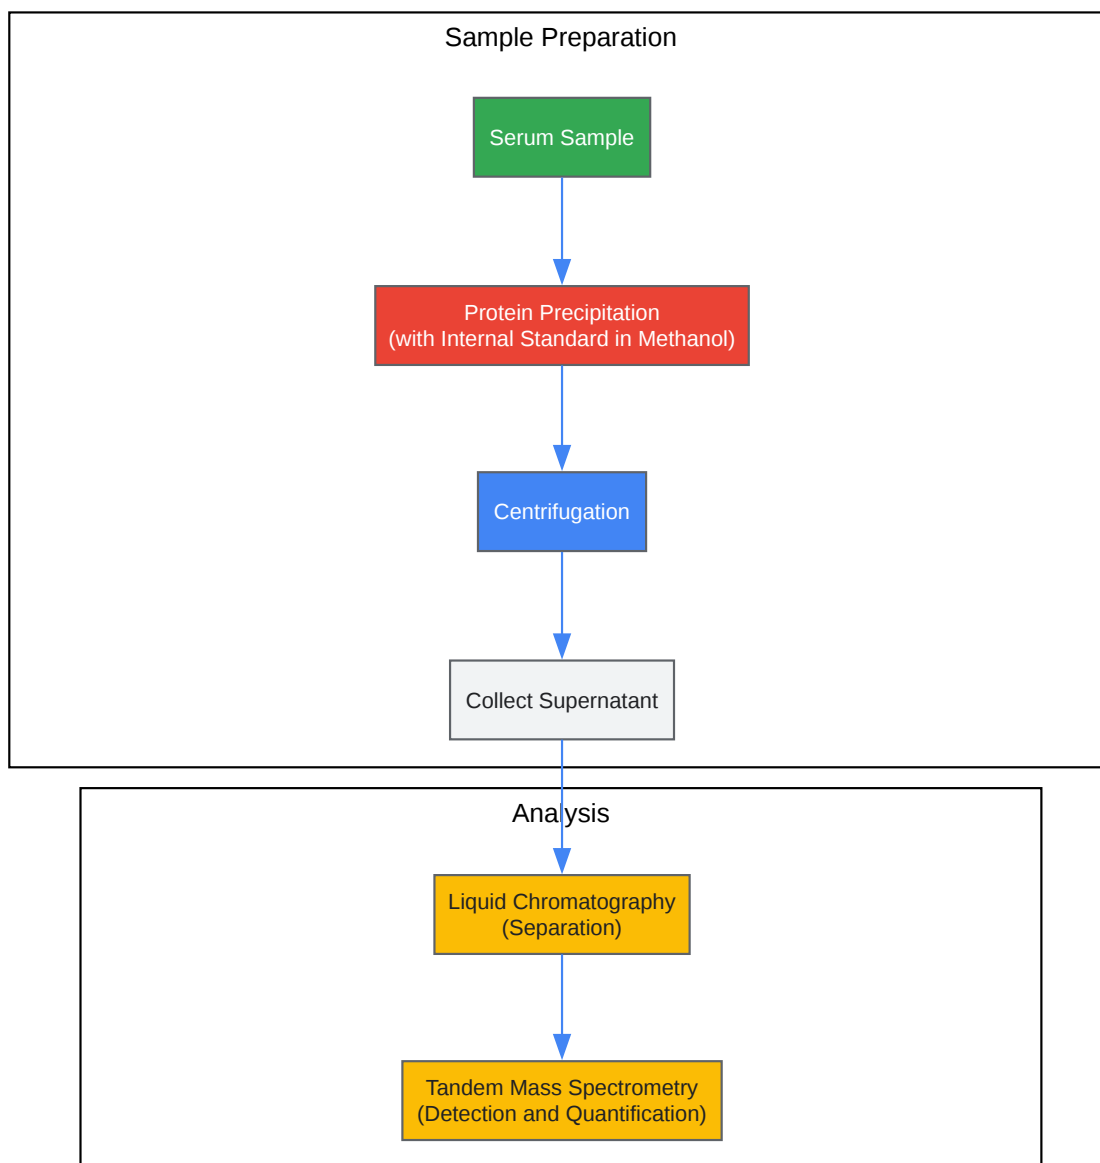 Sample Preparation
Serum Sample
Protein Precipitation
(with Internal Standard in Methanol)
Centrifugation
Collect Supernatant
Analysis
Liquid Chromatography
(Separation)
Tandem Mass Spectrometry
(Detection and Quantification)